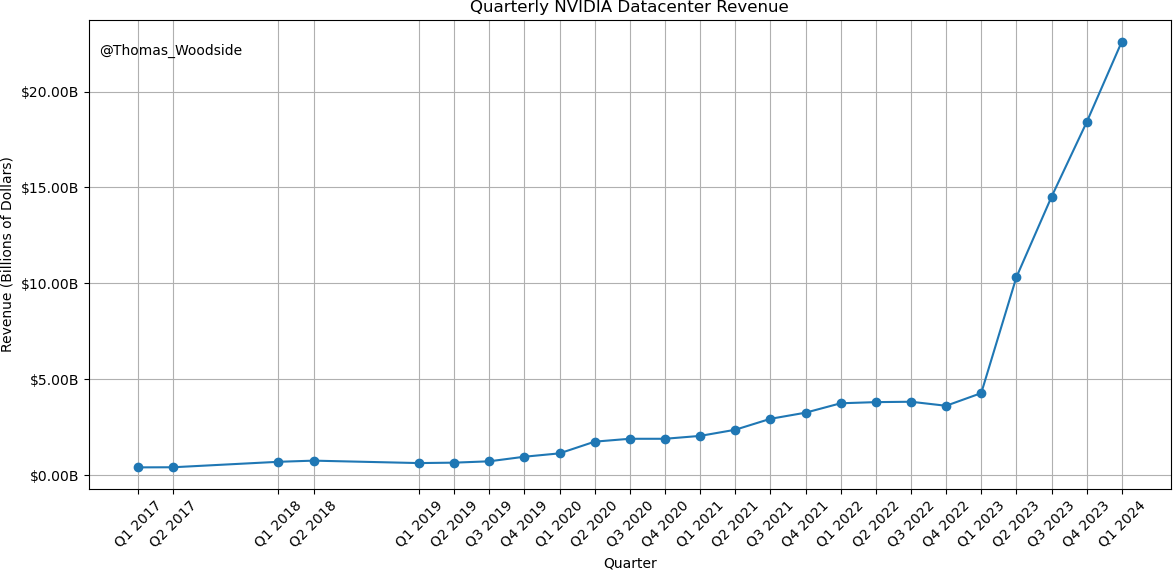 Quarterly NVIDIA Datacenter Revenue
@Thomas_Woodside
$20.00B
$15.00B
$10.00B
$5.00B
$0.00B
Revenue (Billions of Dollars)
Q1 2017
Q2 2017
Q1 2018
Q2 2018
Q1 2019
Q2 2019
Q3 2019
Q4 2019
Q1 2020
Q2 2020
Q3 2020
Q4 2020
Q1 2021
Q2 2021
Q3 2021
Q4 2021
Q1 2022
Q2 2022
Q3 2022
Q4 2022
Q1 2023
Q2 2023
Q3 2023
Q4 2023
Q1 2024
Quarter